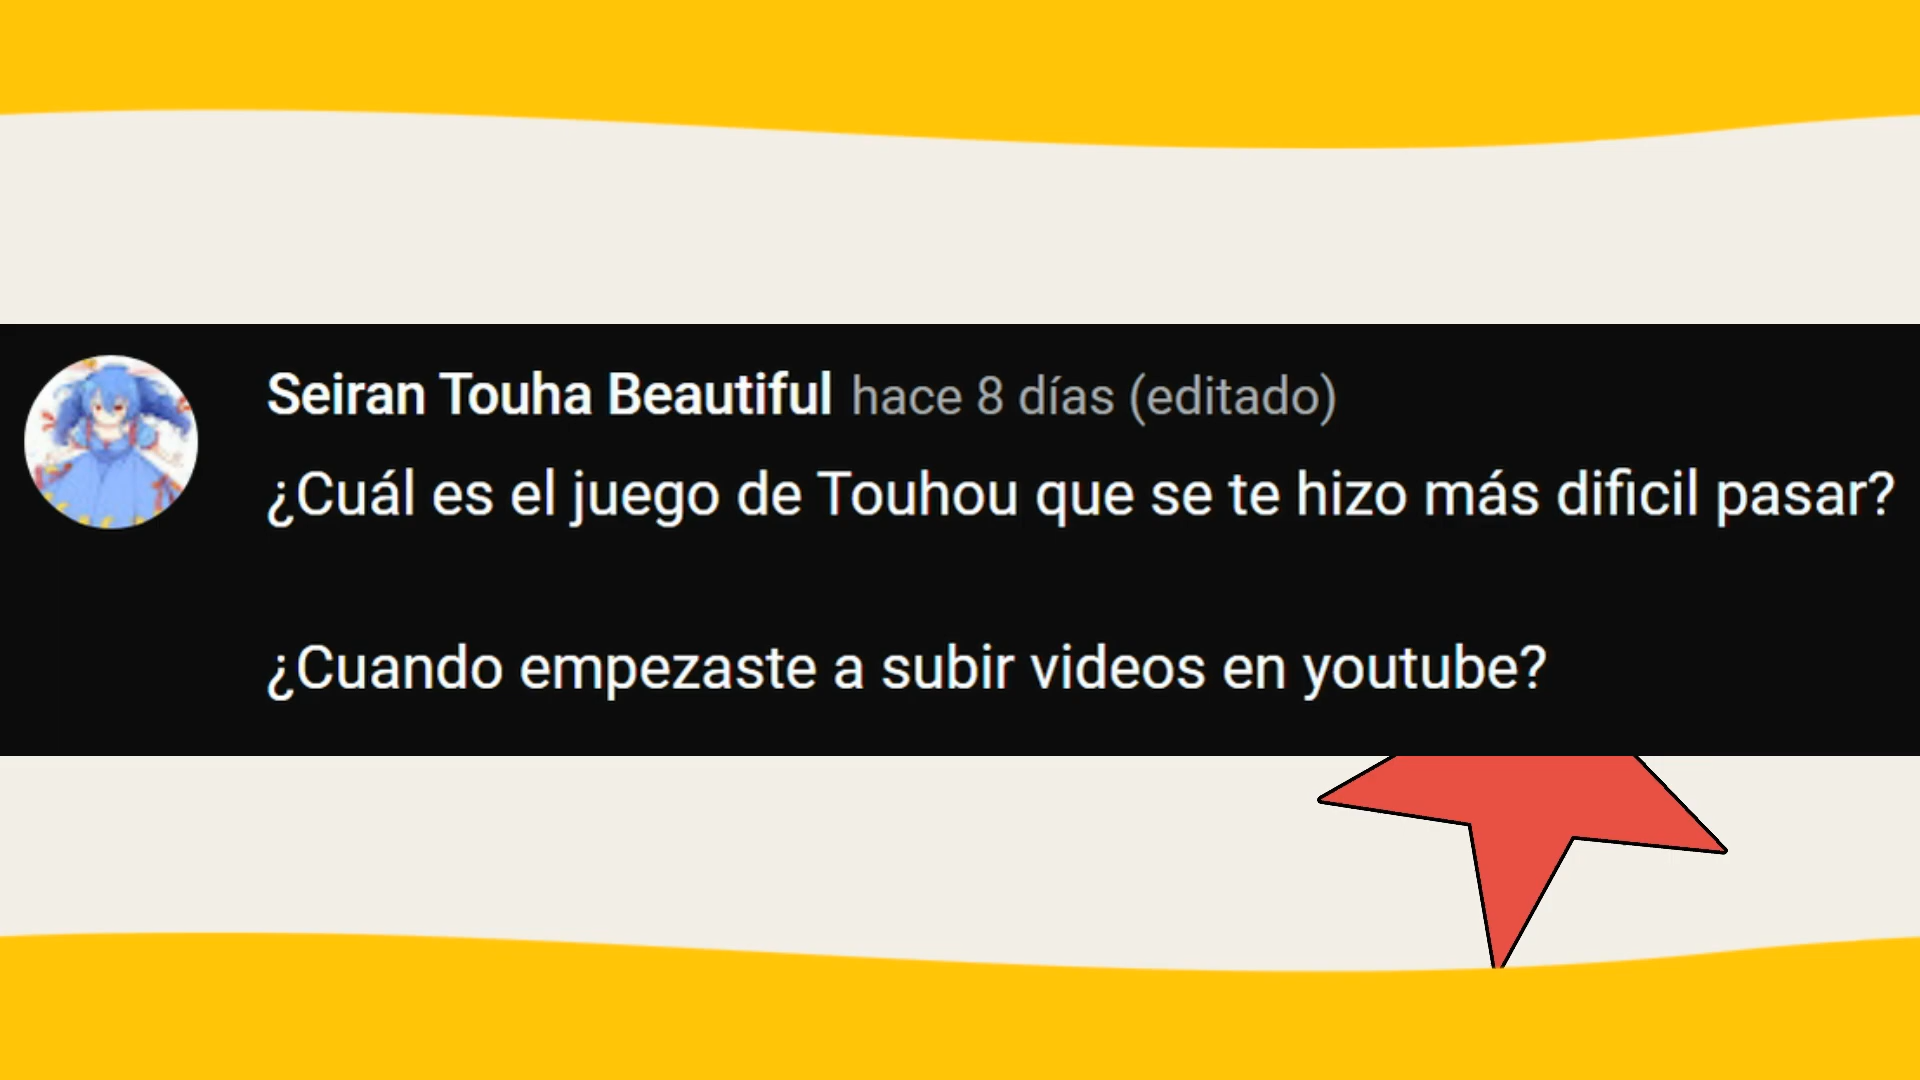 Seiran Touha Beautiful hace 8 días (editado)
¿Cuál es el juego de Touhou que se te hizo más dificil pasar?
¿Cuando empezaste a subir videos en youtube?